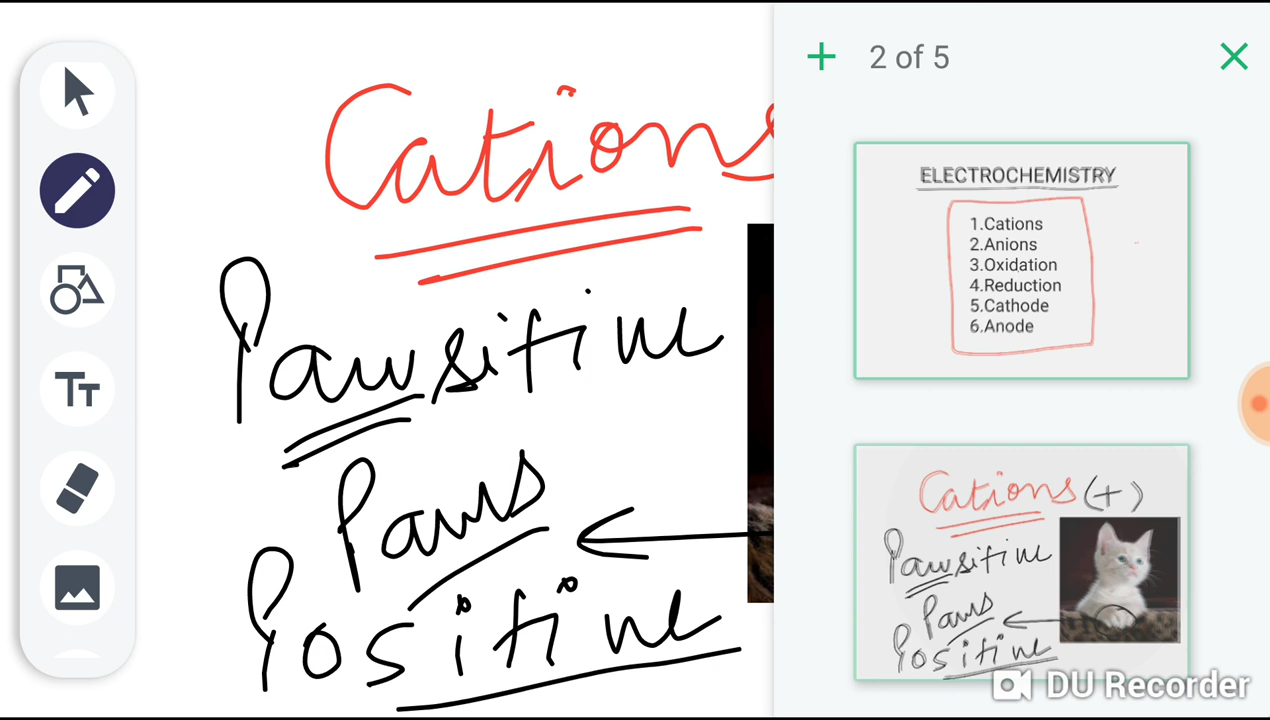 Cations
Pawsitive
Paws
Positive
TT
2 of 5
ELECTROCHEMISTRY
1.Cations
2.Anions
3.Oxidation
4.Reduction
5.Cathode
6.Anode
Cations (+)
Pawsitive
Paws
Positive
DU Recorder